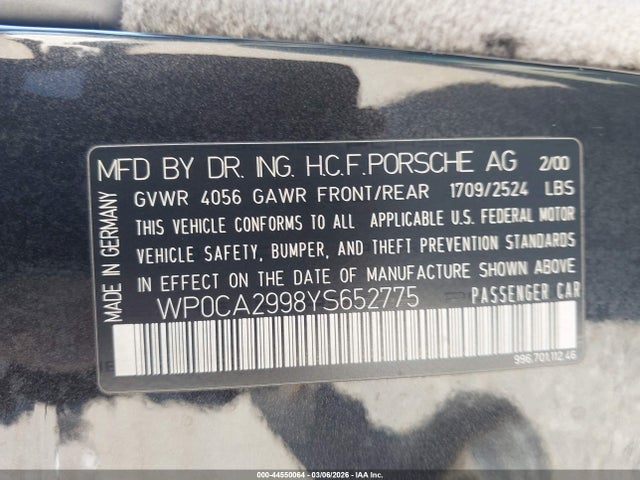 MFD BY DR. ING. H.C.F. PORSCHE AG 2/00
GVWR 4056 GAWR FRONT/REAR 1709/2524 LBS
THIS VEHICLE CONFORMS TO ALL APPLICABLE U.S. FEDERAL MOTOR
VEHICLE SAFETY, BUMPER, AND THEFT PREVENTION STANDARDS
IN EFFECT ON THE DATE OF MANUFACTURE SHOWN ABOVE
WP0CA2998YS652775 PASSENGER CAR
MADE IN GERMANY
996.701.112.46
000-44550064 | 03/06/2026 | IAA Inc.